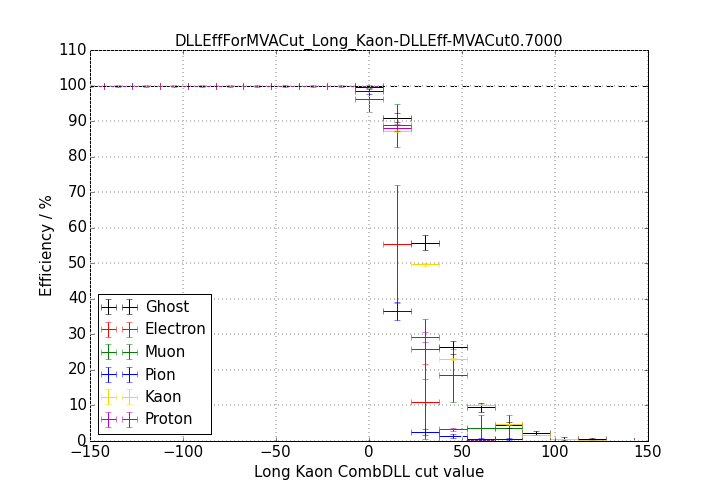 DLLEffForMVACut_Long_Kaon-DLLEff-MVACut0.7000
110
100
90
80
70
60
50
40
30
20
10
0
Efficiency / %
Ghost
Electron
Muon
Pion
Kaon
Proton
−150 −100 −50 0 50 100 150
Long Kaon CombDLL cut value